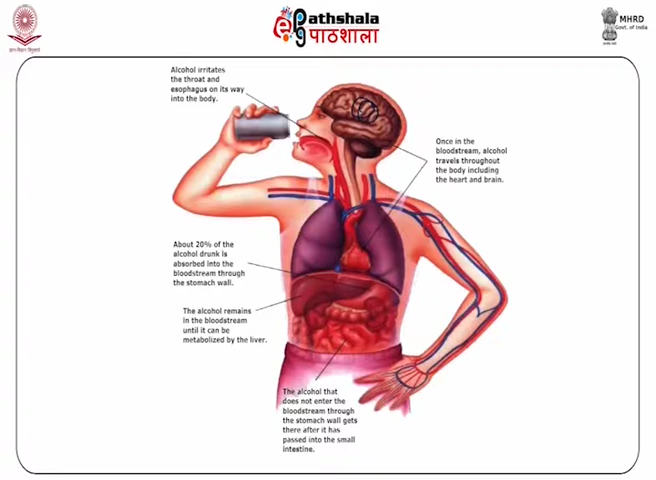 Pathshala
पाठशाला
MHRD
Govt. of India
Alcohol irritates
the throat and
esophagus on its way
into the body.
Once in the
bloodstream, alcohol
travels throughout
the body including
the heart and brain.
About 20% of the
alcohol drunk is
absorbed into the
bloodstream through
the stomach wall.
The alcohol remains
in the bloodstream
until it can be
metabolized by the liver.
The alcohol that
does not enter the
bloodstream through
the stomach wall gets
there after it has
passed into the small
intestine.